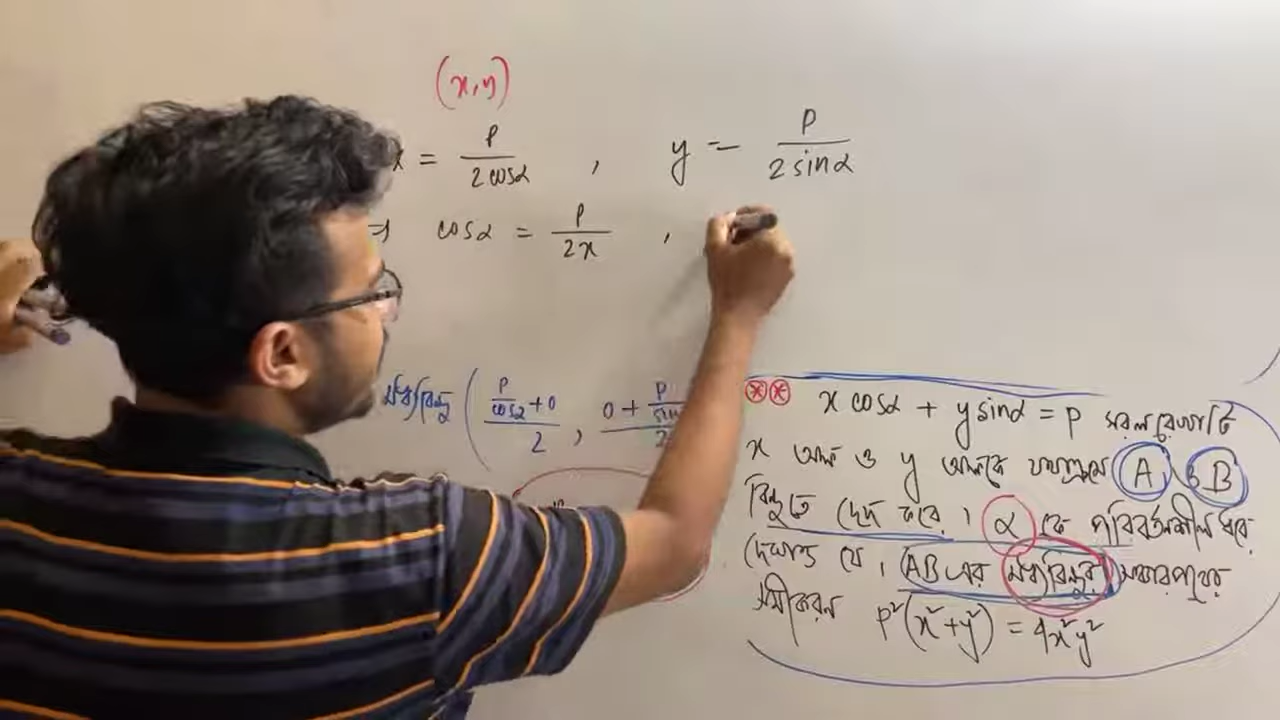 (x,y)
x = P/2cosα , y = P/2sinα
⇒ cosα = P/2x ,
মধ্যবিন্দু ( (P/cosα + 0)/2 , (0 + P/sin)/2
x cosα + y sinα = P সরলরেখাটি
x অক্ষ ও y অক্ষকে যথাক্রমে A ও B
বিন্দুতে ছেদ করে। α কে পরিবর্তনশীল ধরে
দেখাও যে, AB এর মধ্যবিন্দুর সঞ্চারপথের
সমীকরণ P²(x²+y²) = 4x²y²